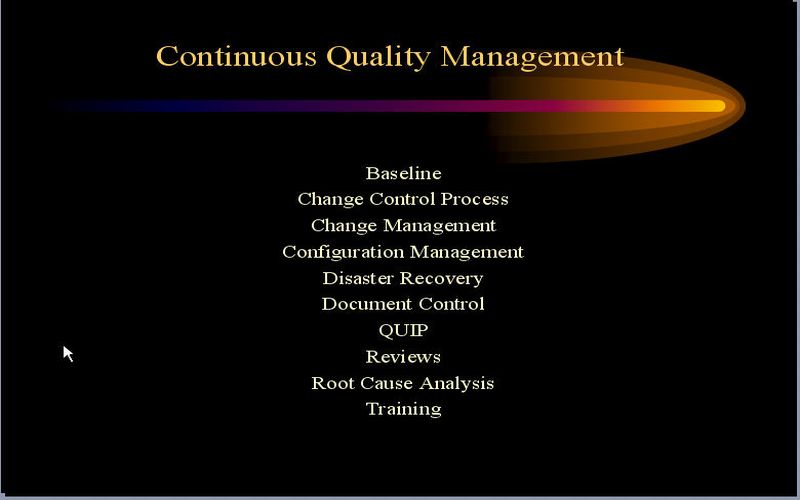 Continuous Quality Management
Baseline
Change Control Process
Change Management
Configuration Management
Disaster Recovery
Document Control
QUIP
Reviews
Root Cause Analysis
Training